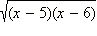 √(x − 5)(x − 6)